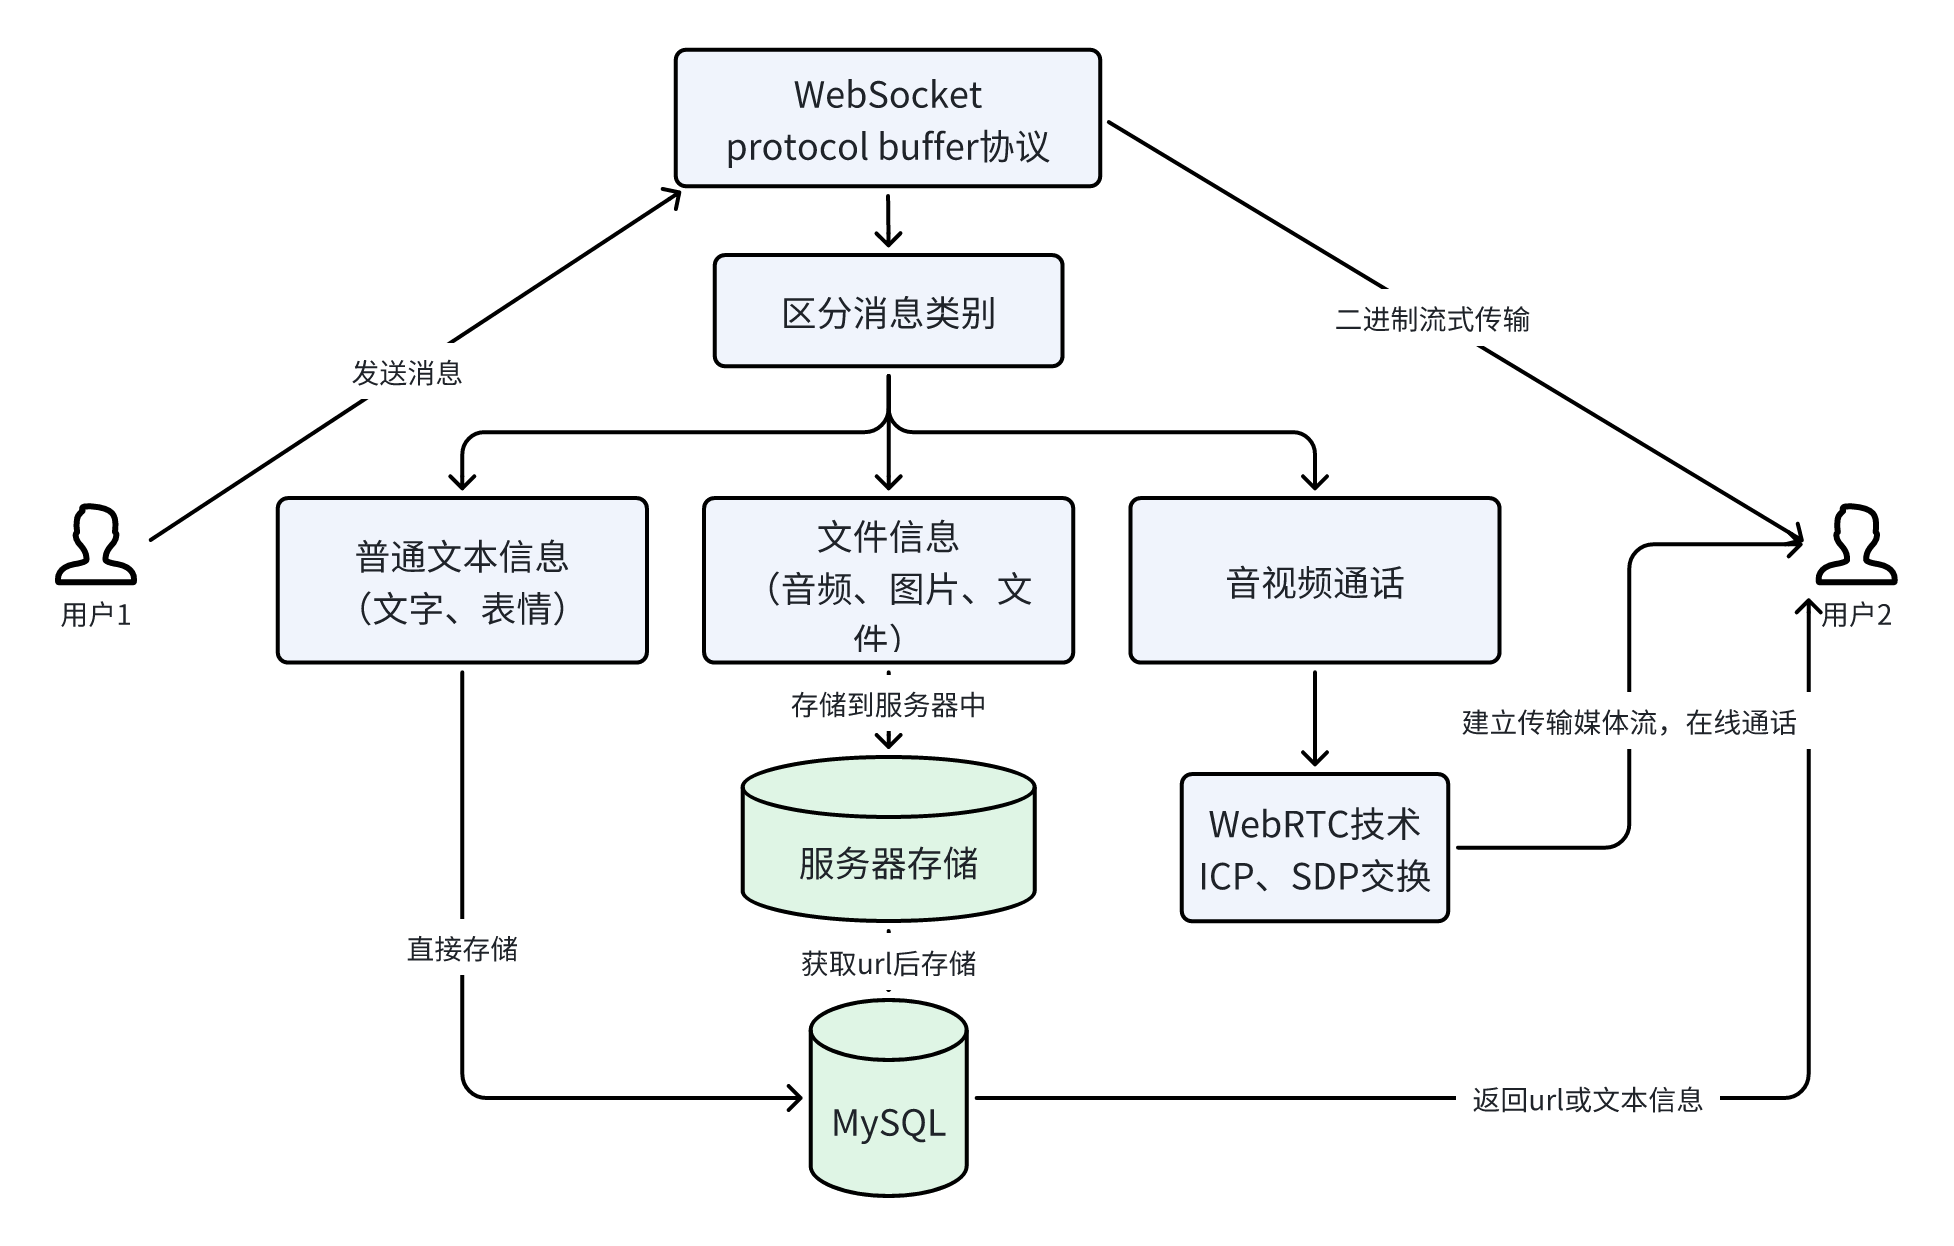 WebSocket
protocol buffer协议
区分消息类别
二进制流式传输
发送消息
普通文本信息
（文字、表情）
文件信息
（音频、图片、文
件）
音视频通话
用户1
用户2
存储到服务器中
建立传输媒体流，在线通话
WebRTC技术
ICP、SDP交换
服务器存储
直接存储
获取url后存储
返回url或文本信息
MySQL